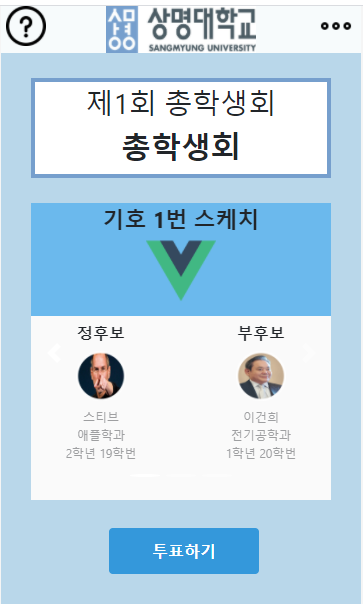 ?
상명 상명대학교
SANGMYUNG UNIVERSITY
제1회 총학생회
총학생회
기호 1번 스케치
정후보 부후보
스티브 이건희
애플학과 전기공학과
2학년 19학번 1학년 20학번
투표하기